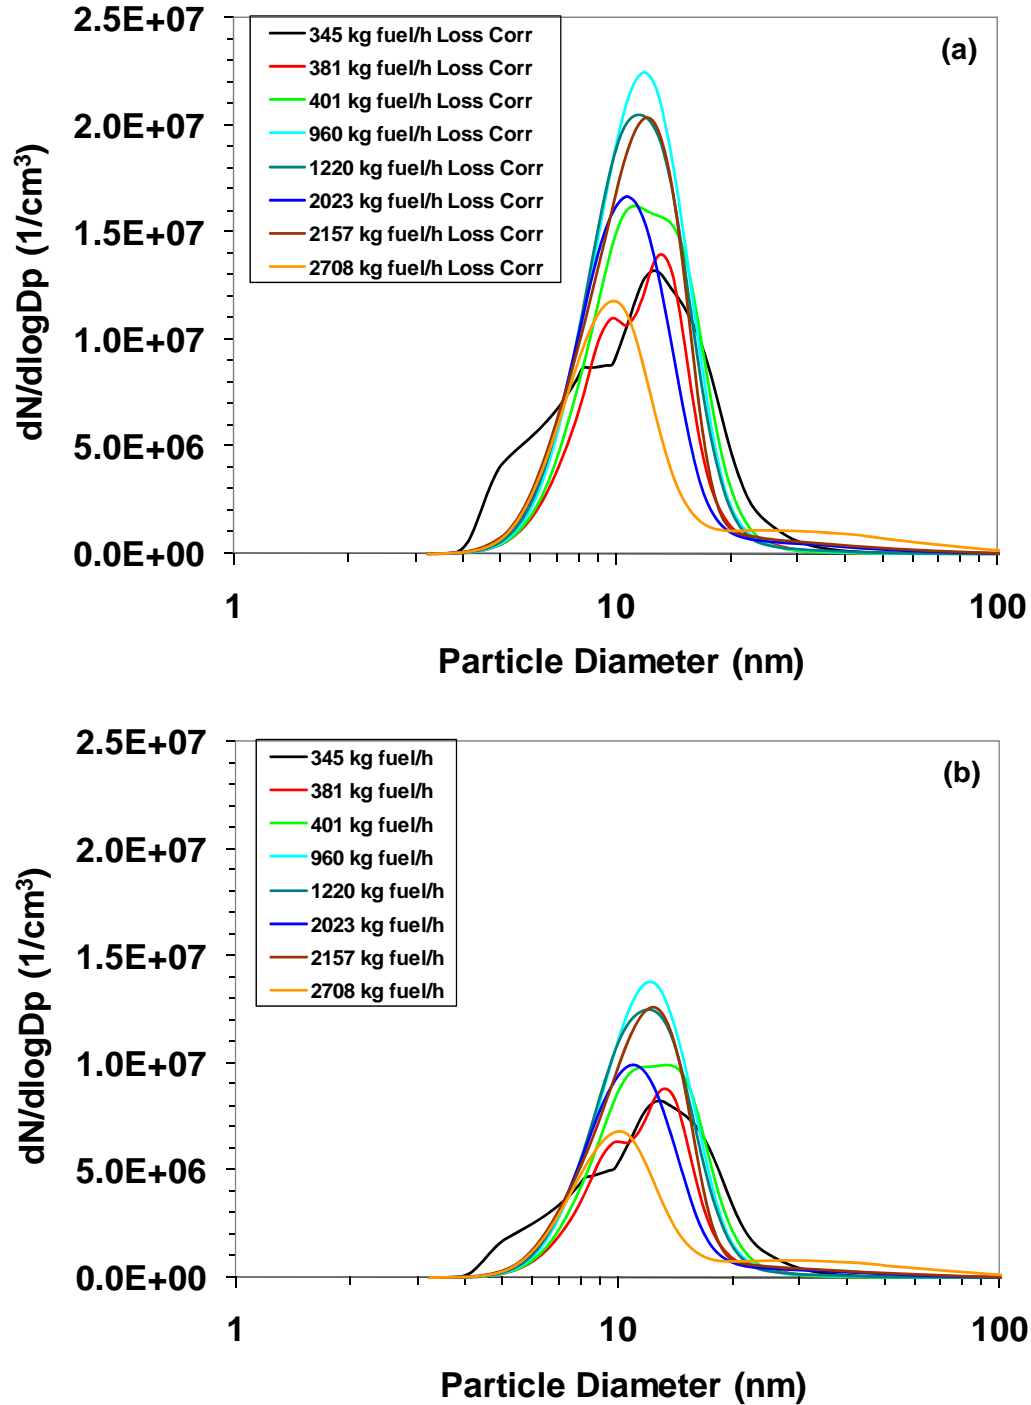 2.5E+07
2.0E+07
1.5E+07
1.0E+07
5.0E+06
0.0E+00
dN/dlogDp (1/cm³)
345 kg fuel/h Loss Corr
381 kg fuel/h Loss Corr
401 kg fuel/h Loss Corr
960 kg fuel/h Loss Corr
1220 kg fuel/h Loss Corr
2023 kg fuel/h Loss Corr
2157 kg fuel/h Loss Corr
2708 kg fuel/h Loss Corr
(a)
1 10 100
Particle Diameter (nm)
2.5E+07
2.0E+07
1.5E+07
1.0E+07
5.0E+06
0.0E+00
dN/dlogDp (1/cm³)
345 kg fuel/h
381 kg fuel/h
401 kg fuel/h
960 kg fuel/h
1220 kg fuel/h
2023 kg fuel/h
2157 kg fuel/h
2708 kg fuel/h
(b)
1 10 100
Particle Diameter (nm)